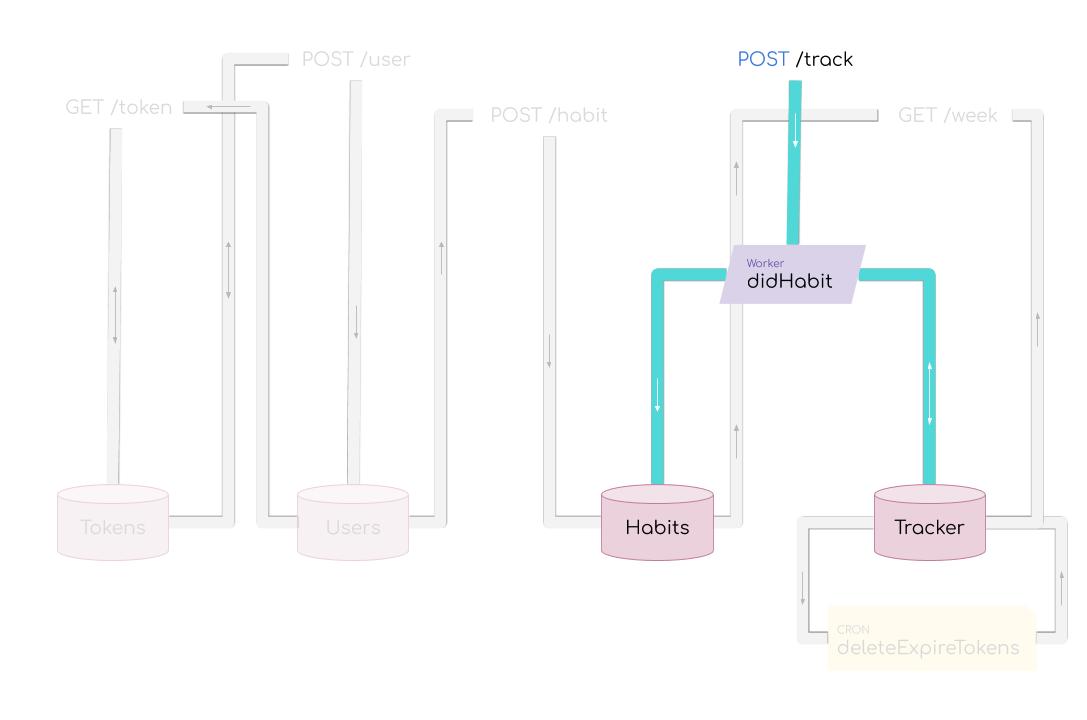 POST /user
POST /track
GET /token
POST /habit
GET /week
Worker
didHabit
Tokens
Users
Habits
Tracker
CRON
deleteExpireTokens